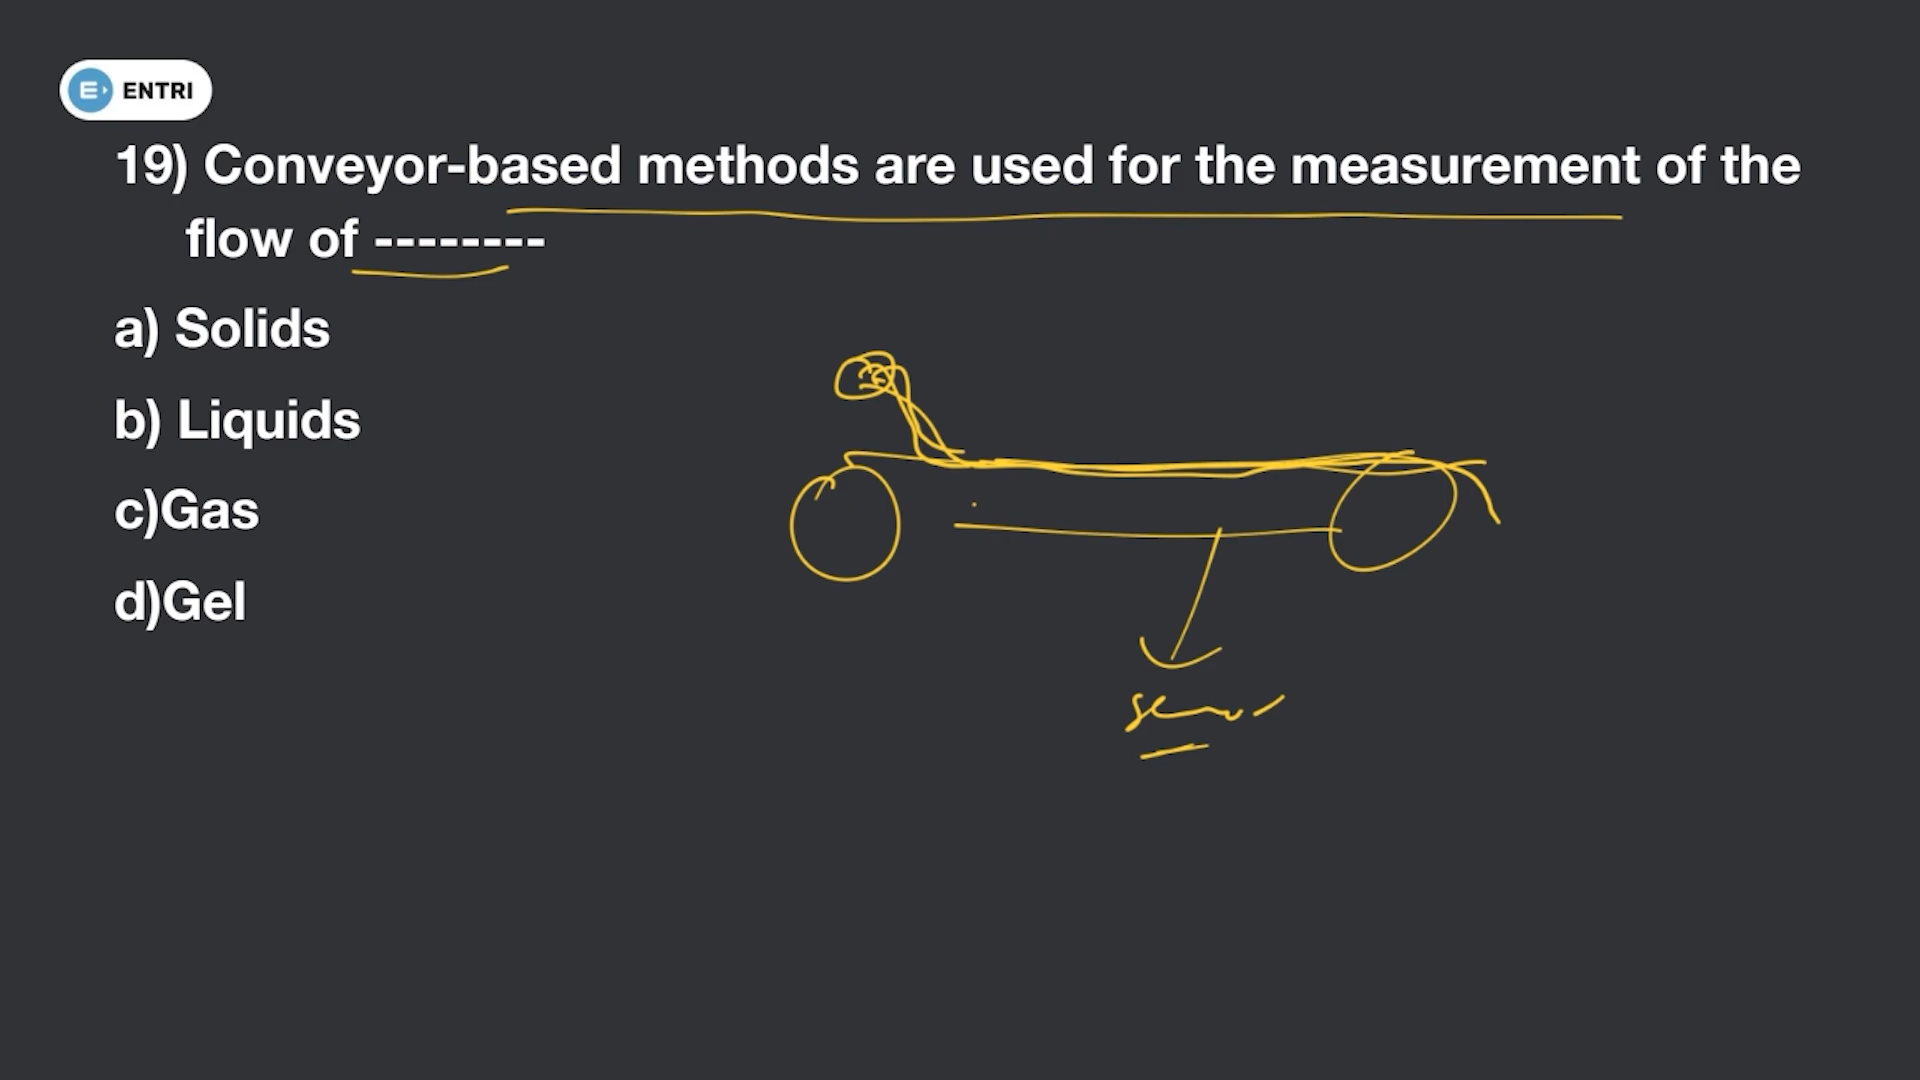 ENTRI
19) Conveyor-based methods are used for the measurement of the
flow of --------
a) Solids
b) Liquids
c)Gas
d)Gel